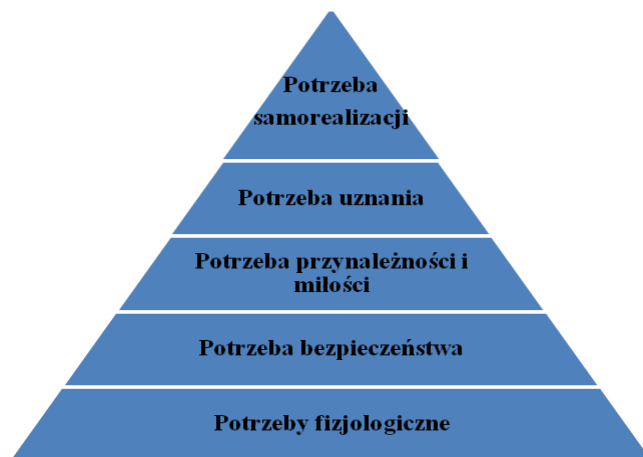 Potrzeba
samorealizacji
Potrzeba uznania
Potrzeba przynależności i
miłości
Potrzeba bezpieczeństwa
Potrzeby fizjologiczne